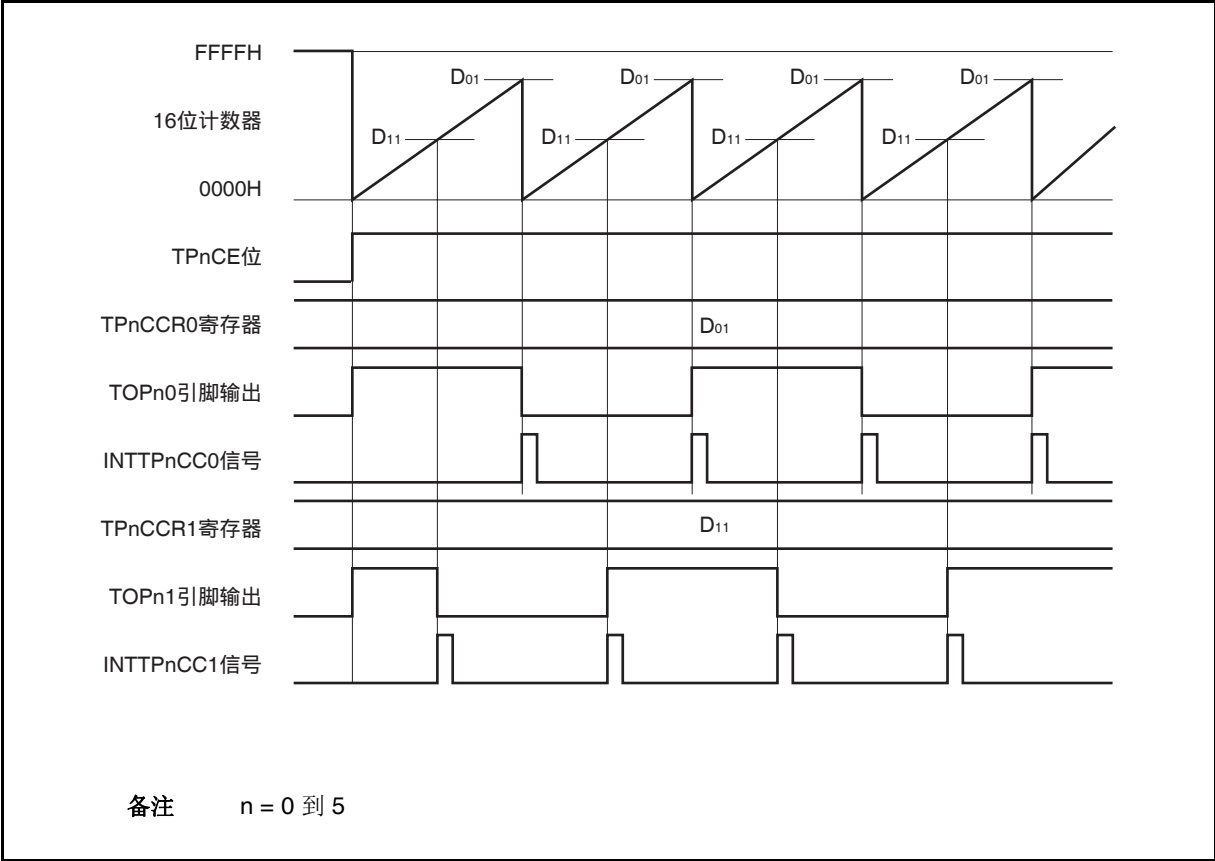 FFFFH
D01 D01 D01 D01
16位计数器
D11 D11 D11 D11
0000H
TPnCE位
TPnCCR0寄存器 D01
TOPn0引脚输出
INTTPnCC0信号
TPnCCR1寄存器 D11
TOPn1引脚输出
INTTPnCC1信号
备注 n = 0 到 5